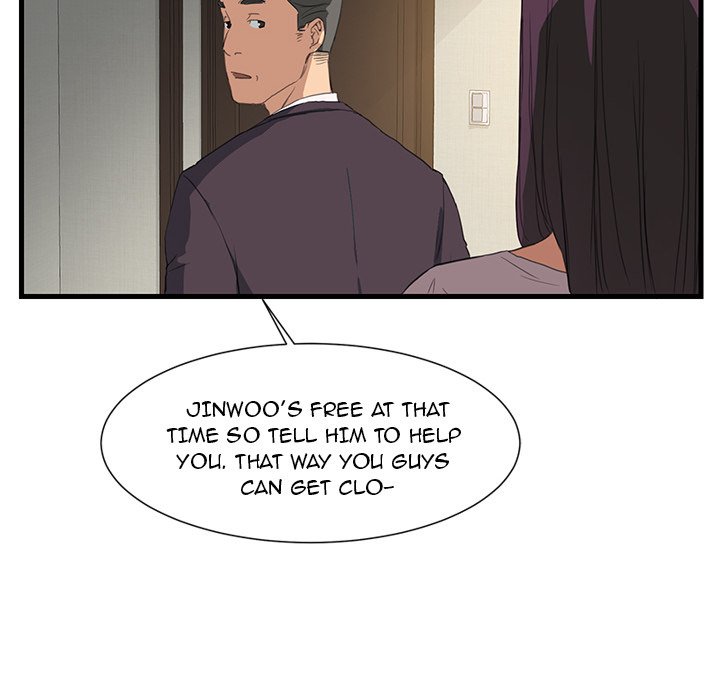 JINWOO'S FREE AT THAT
TIME SO TELL HIM TO HELP
YOU. THAT WAY YOU GUYS
CAN GET CLO-